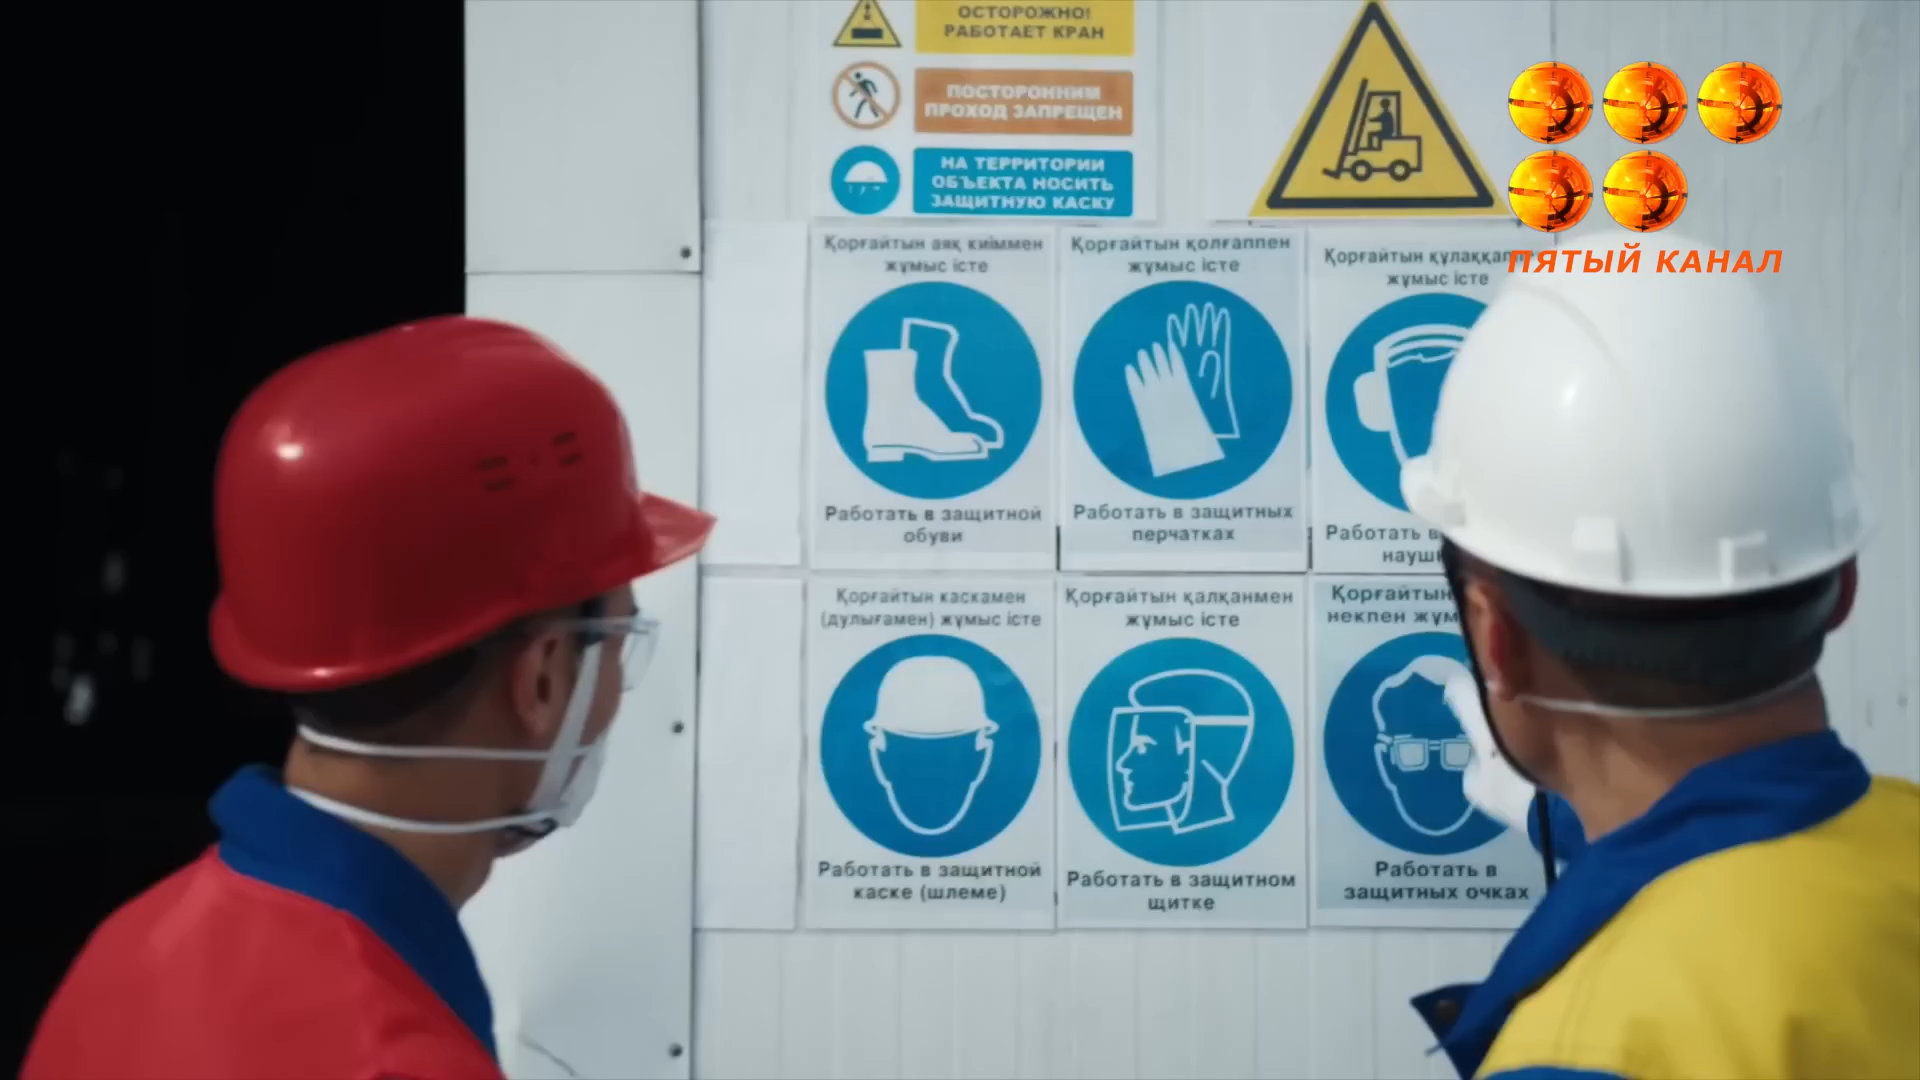 ОСТОРОЖНО!
РАБОТАЕТ КРАН
ПОСТОРОННИМ
ПРОХОД ЗАПРЕЩЕН
НА ТЕРРИТОРИИ
ОБЪЕКТА НОСИТЬ
ЗАЩИТНУЮ КАСКУ
ПЯТЫЙ КАНАЛ
Қорғайтын аяқ киіммен
жұмыс істе
Работать в защитной
обуви
Қорғайтын қолғаппен
жұмыс істе
Работать в защитных
перчатках
Қорғайтын
жұмыс істе
Работать в
Қорғайтын каскамен
(дулығамен) жұмыс істе
Работать в защитной
каске (шлеме)
Қорғайтын қалқанмен
жұмыс істе
Работать в защитном
щитке
Қорғайтын
Работать в
защитных очках